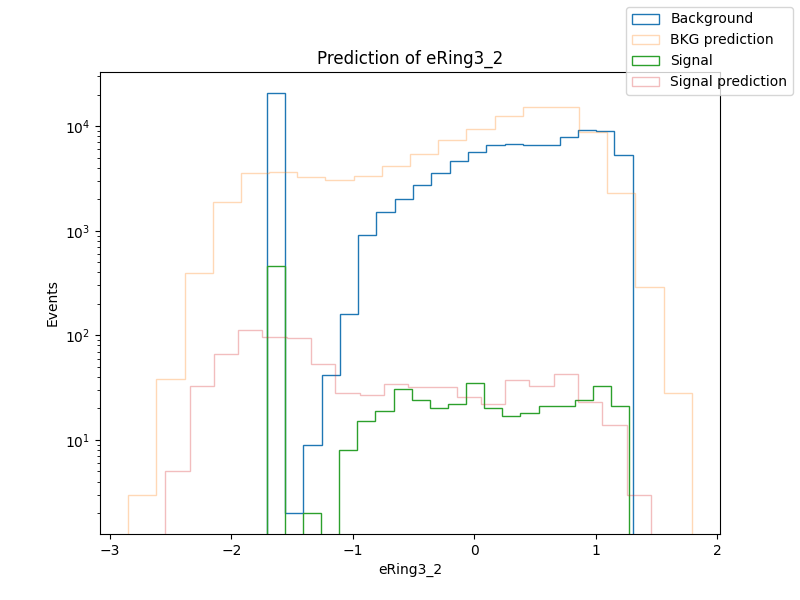 Prediction of eRing3_2
Background
BKG prediction
Signal
Signal prediction
Events
10⁴
10³
10²
10¹
−3
−2
−1
0
1
2
eRing3_2